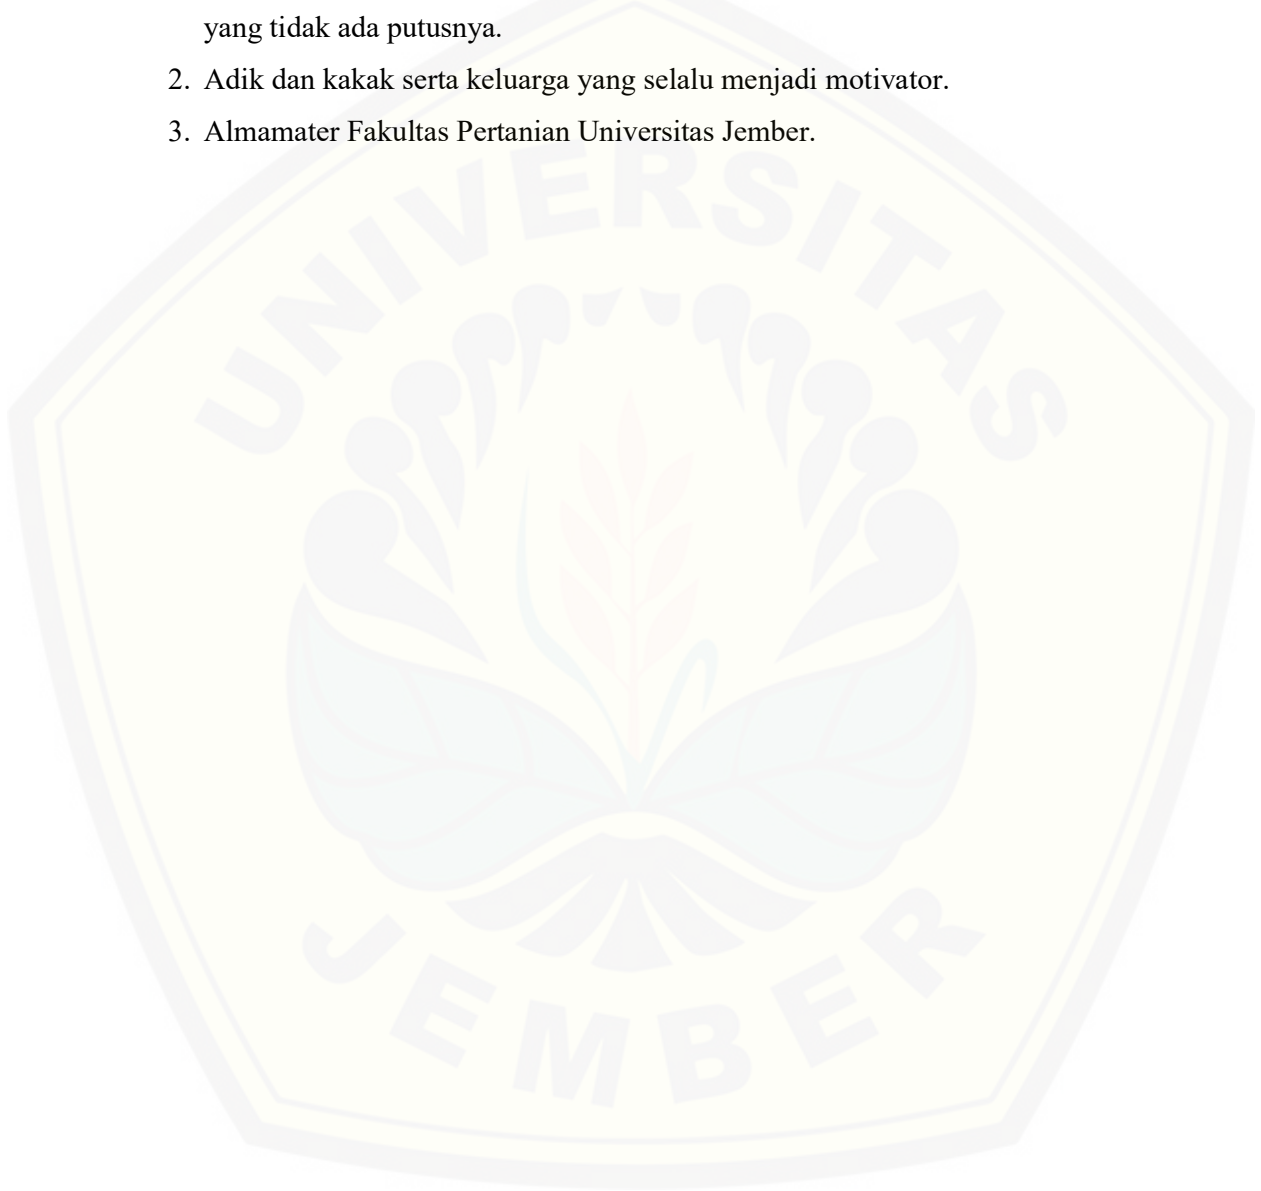 yang tidak ada putusnya.
2. Adik dan kakak serta keluarga yang selalu menjadi motivator.
3. Almamater Fakultas Pertanian Universitas Jember.
UNIVERSITAS
JEMBER